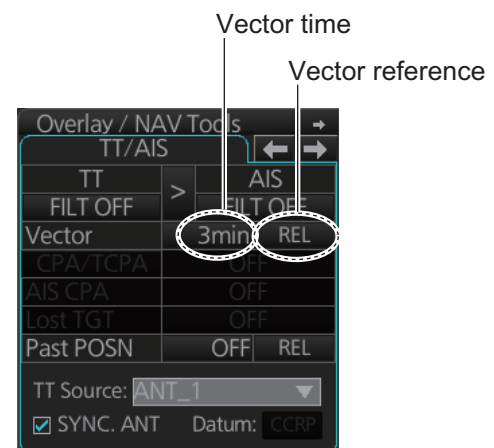 Vector time
Vector reference
Overlay / NAV Tools
TT/AIS
TT > AIS
FILT OFF FILT OFF
Vector 3min REL
CPA/TCPA OFF
AIS CPA OFF
Lost TGT OFF
Past POSN OFF REL
TT Source: ANT_1
SYNC. ANT Datum: CCRP